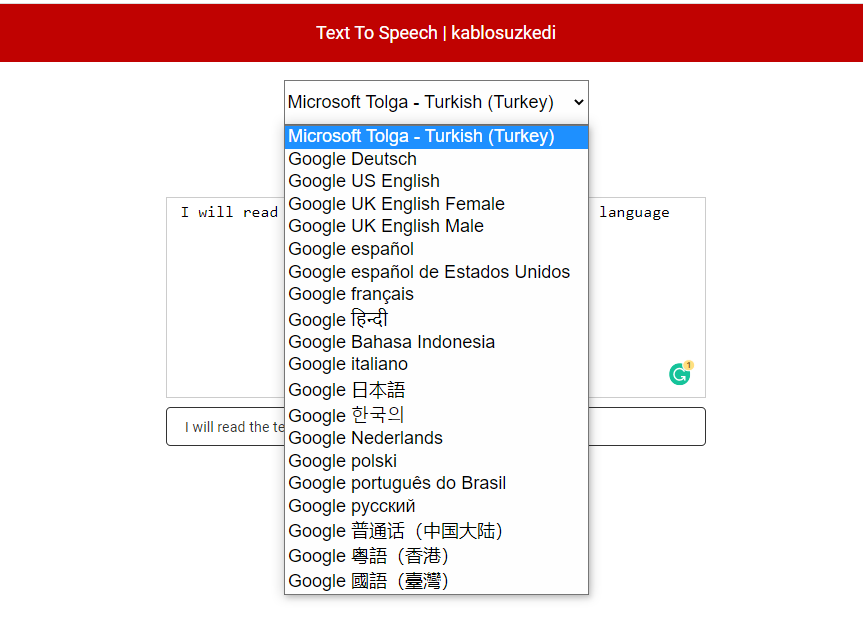 Text To Speech | kablosuzkedi
Microsoft Tolga - Turkish (Turkey)
Microsoft Tolga - Turkish (Turkey)
Google Deutsch
Google US English
Google UK English Female
Google UK English Male
Google español
Google español de Estados Unidos
Google français
Google हिन्दी
Google Bahasa Indonesia
Google italiano
Google 日本語
Google 한국의
Google Nederlands
Google polski
Google português do Brasil
Google русский
Google 普通话（中国大陆）
Google 粤語（香港）
Google 國語（臺灣）
I will read language
1
I will read the